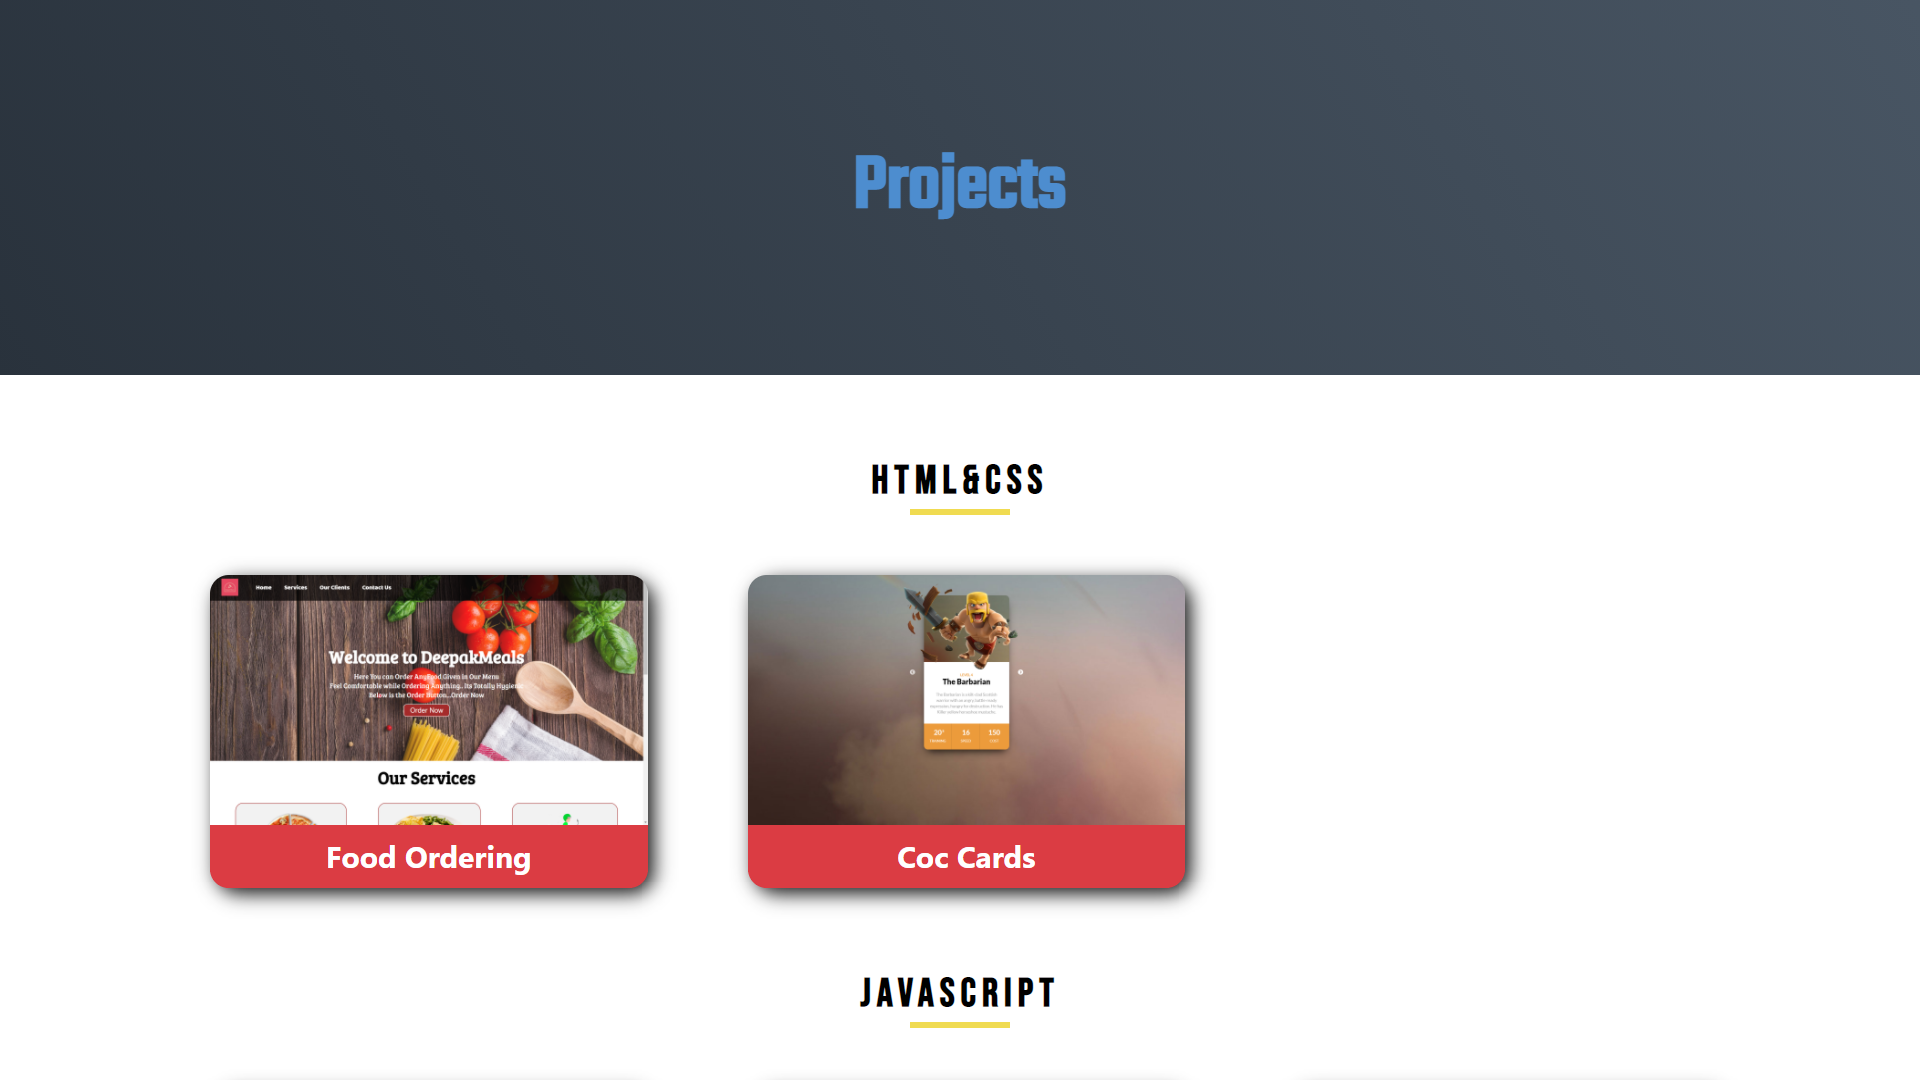 Projects
HTML&CSS
Home Services Our Clients Contact Us
Welcome to DeepakMeals
Here You can Order Any Food Given In Our Menu
Feel Comfortable while Ordering Anything.. its Totally Hygienic
Below is the Order Button...Order Now
Order Now
Our Services
Food Ordering
The Barbarian
20 16 150
Coc Cards
JAVASCRIPT